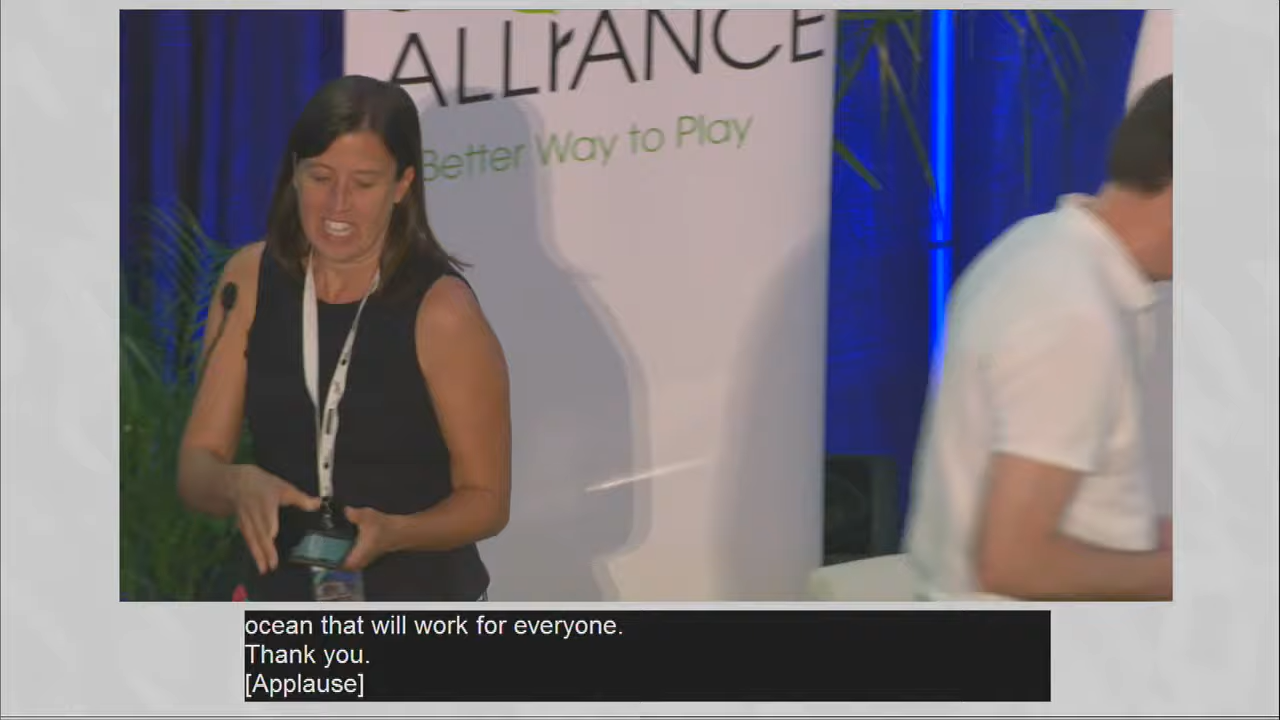 ALLIANCE
Better Way to Play
ocean that will work for everyone.
Thank you.
[Applause]